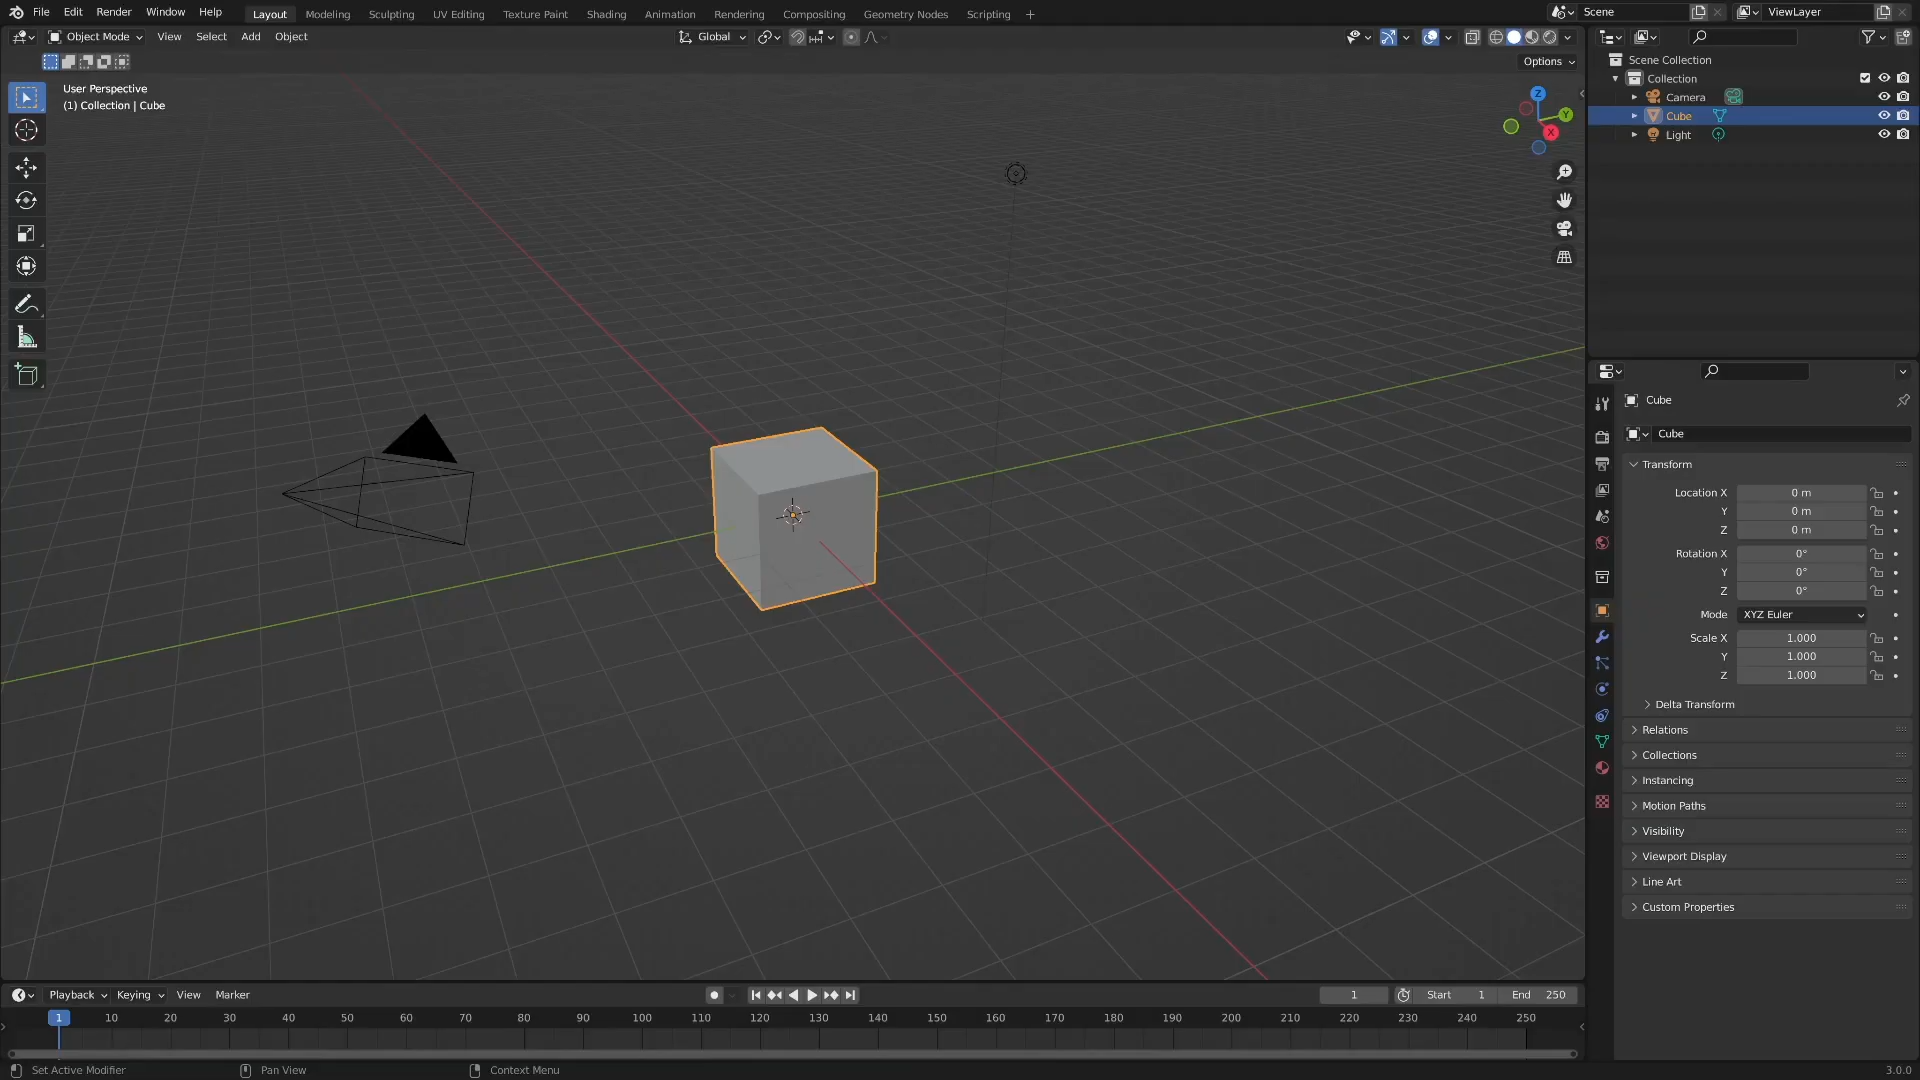 File Edit Render Window Help Layout Modeling Sculpting UV Editing Texture Paint Shading Animation Rendering Compositing Geometry Nodes Scripting + Scene ViewLayer
Object Mode View Select Add Object Global
Options
User Perspective
(1) Collection | Cube
Z
Y
X
Scene Collection
Collection
Camera
Cube
Light
Cube
Cube
Transform
Location X 0 m
Y 0 m
Z 0 m
Rotation X 0°
Y 0°
Z 0°
Mode XYZ Euler
Scale X 1.000
Y 1.000
Z 1.000
Delta Transform
Relations
Collections
Instancing
Motion Paths
Visibility
Viewport Display
Line Art
Custom Properties
Playback Keying View Marker 1 Start 1 End 250
1 10 20 30 40 50 60 70 80 90 100 110 120 130 140 150 160 170 180 190 200 210 220 230 240 250
Set Active Modifier Pan View Context Menu 3.0.0